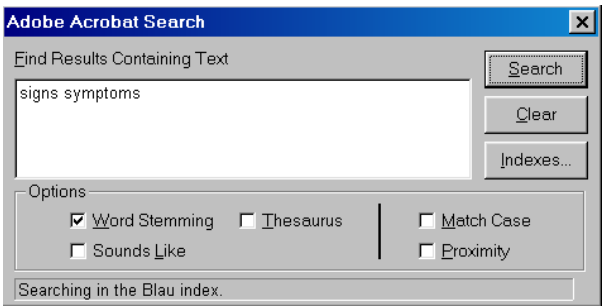 Adobe Acrobat Search
Find Results Containing Text
signs symptoms
Search
Clear
Indexes...
Options
Word Stemming Thesaurus Match Case
Sounds Like Proximity
Searching in the Blau index.